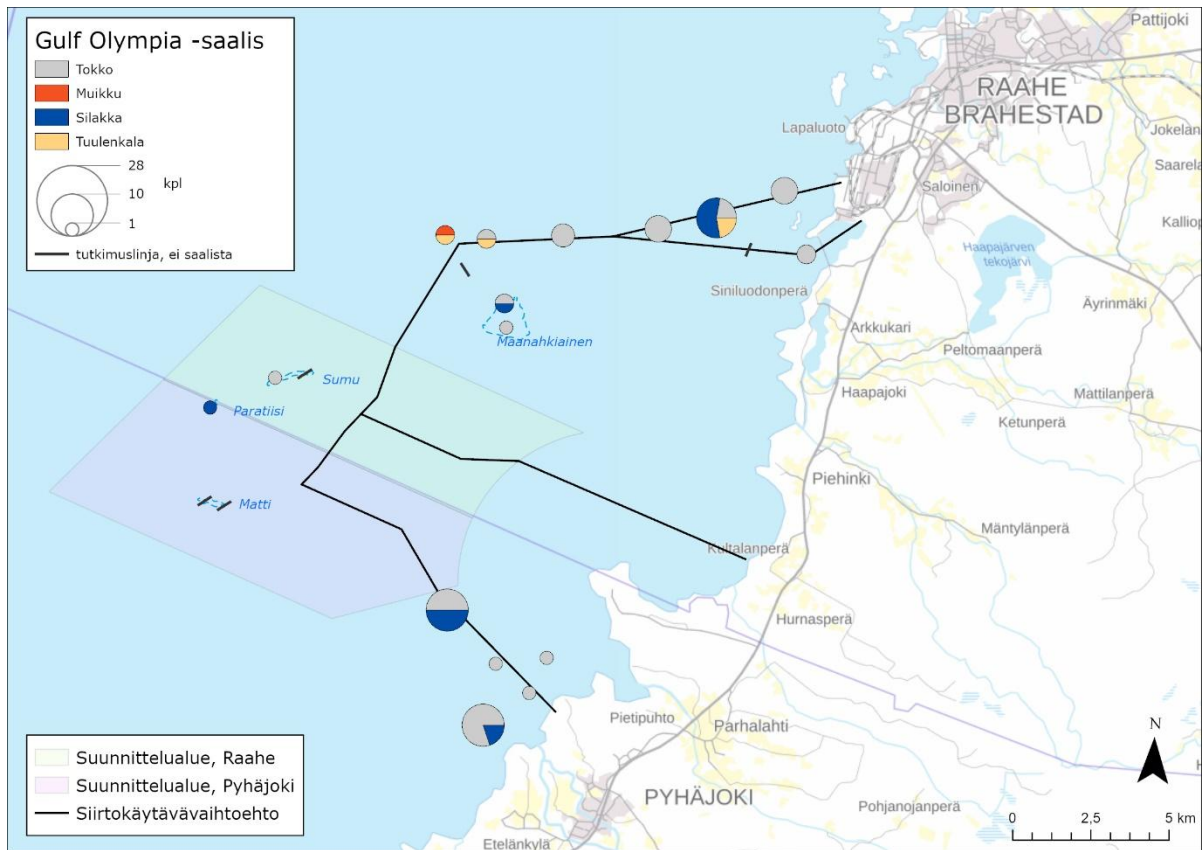 Gulf Olympia -saalis
Tokko
Muikku
Silakka
Tuulenkala
28
10
kpl
1
tutkimuslinja, ei saalista
Pattijoki
RAAHE
BRAHESTAD
Lapaluoto
Jokelan
Saarela
Saloinen
Kalliop
Haapajärven
tekojärvi
Siniluodonperä
Äyrinmäki
Arkkukari
Maanahkiainen
Peltomaanperä
Sumu
Haapajoki
Mattilanperä
Paratiisi
Ketunperä
Piehinki
Matti
Mäntylänperä
Kultalanperä
Hurnasperä
Pietipuhto
Parhalahti
N
Suunnittelualue, Raahe
Suunnittelualue, Pyhäjoki
Siirtokäytävävaihtoehto
PYHÄJOKI
Pohjanojanperä
Etelänkylä
0
2,5
5 km